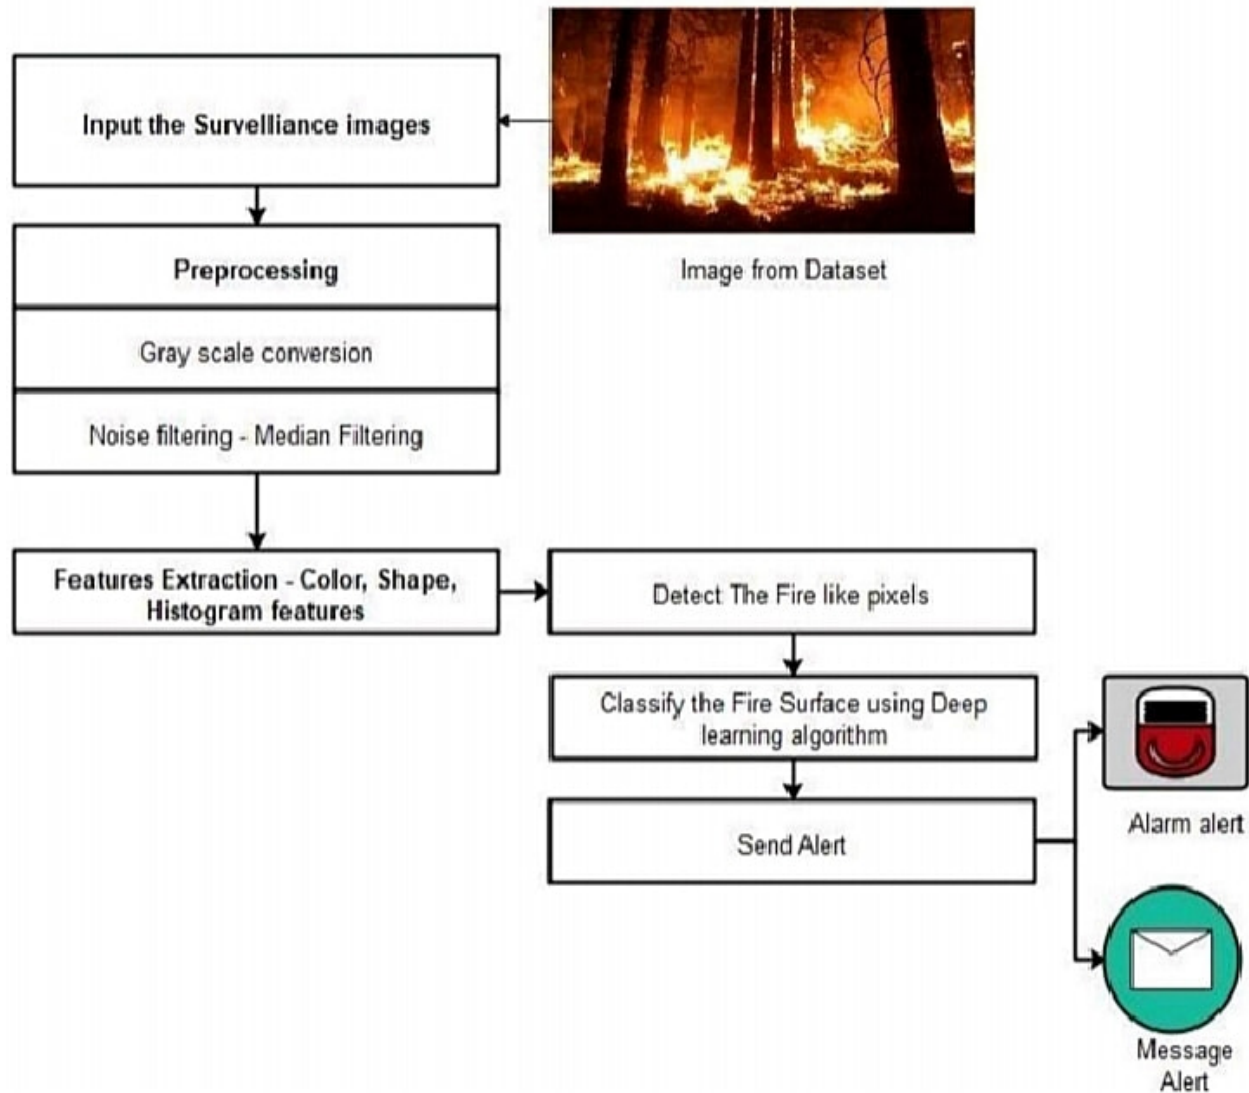 Input the Survelliance images
Image from Dataset
Preprocessing
Gray scale conversion
Noise filtering - Median Filtering
Features Extraction - Color, Shape,
Histogram features
Detect The Fire like pixels
Classify the Fire Surface using Deep
learning algorithm
Send Alert
Alarm alert
Message
Alert